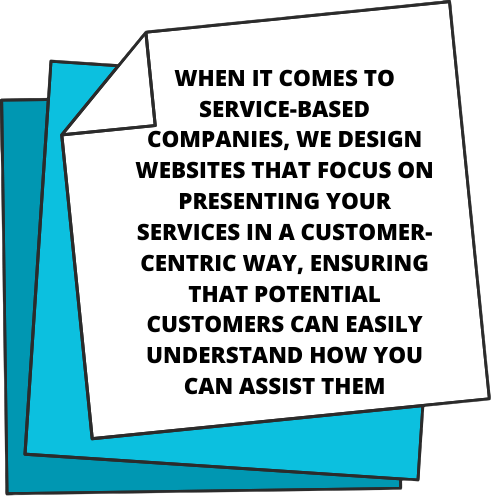 WHEN IT COMES TO
SERVICE-BASED
COMPANIES, WE DESIGN
WEBSITES THAT FOCUS ON
PRESENTING YOUR
SERVICES IN A CUSTOMER-
CENTRIC WAY, ENSURING
THAT POTENTIAL
CUSTOMERS CAN EASILY
UNDERSTAND HOW YOU
CAN ASSIST THEM